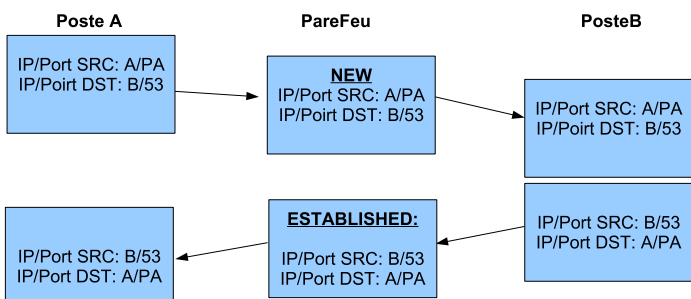 Poste A
PareFeu
PosteB
IP/Port SRC: A/PA
IP/Poirt DST: B/53
NEW
IP/Port SRC: A/PA
IP/Poirt DST: B/53
IP/Port SRC: A/PA
IP/Poirt DST: B/53
IP/Port SRC: B/53
IP/Port DST: A/PA
ESTABLISHED:
IP/Port SRC: B/53
IP/Port DST: A/PA
IP/Port SRC: B/53
IP/Port DST: A/PA